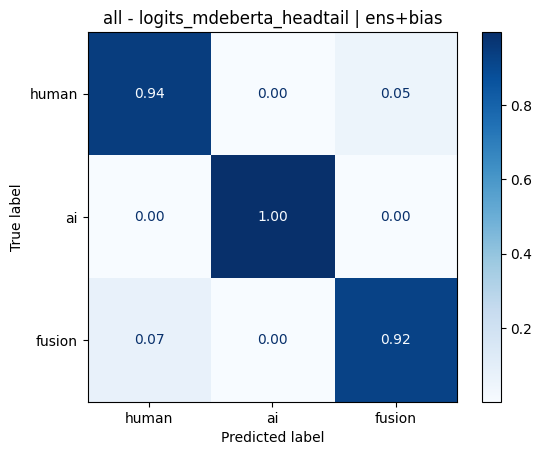 all - logits_mdeberta_headtail | ens+bias
human 0.94 0.00 0.05
ai 0.00 1.00 0.00
fusion 0.07 0.00 0.92
human ai fusion
Predicted label
True label
0.8
0.6
0.4
0.2